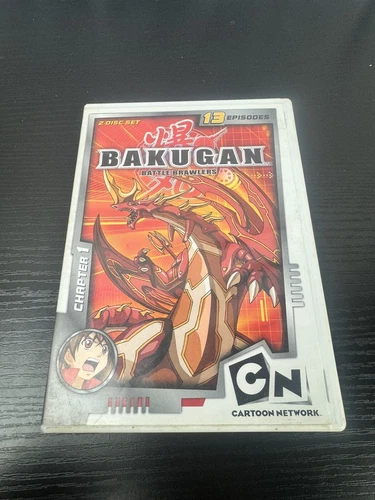 2-DISC SET
13 EPISODES
爆
BAKUGAN
BATTLE BRAWLERS
CHAPTER 1
CN
CARTOON NETWORK